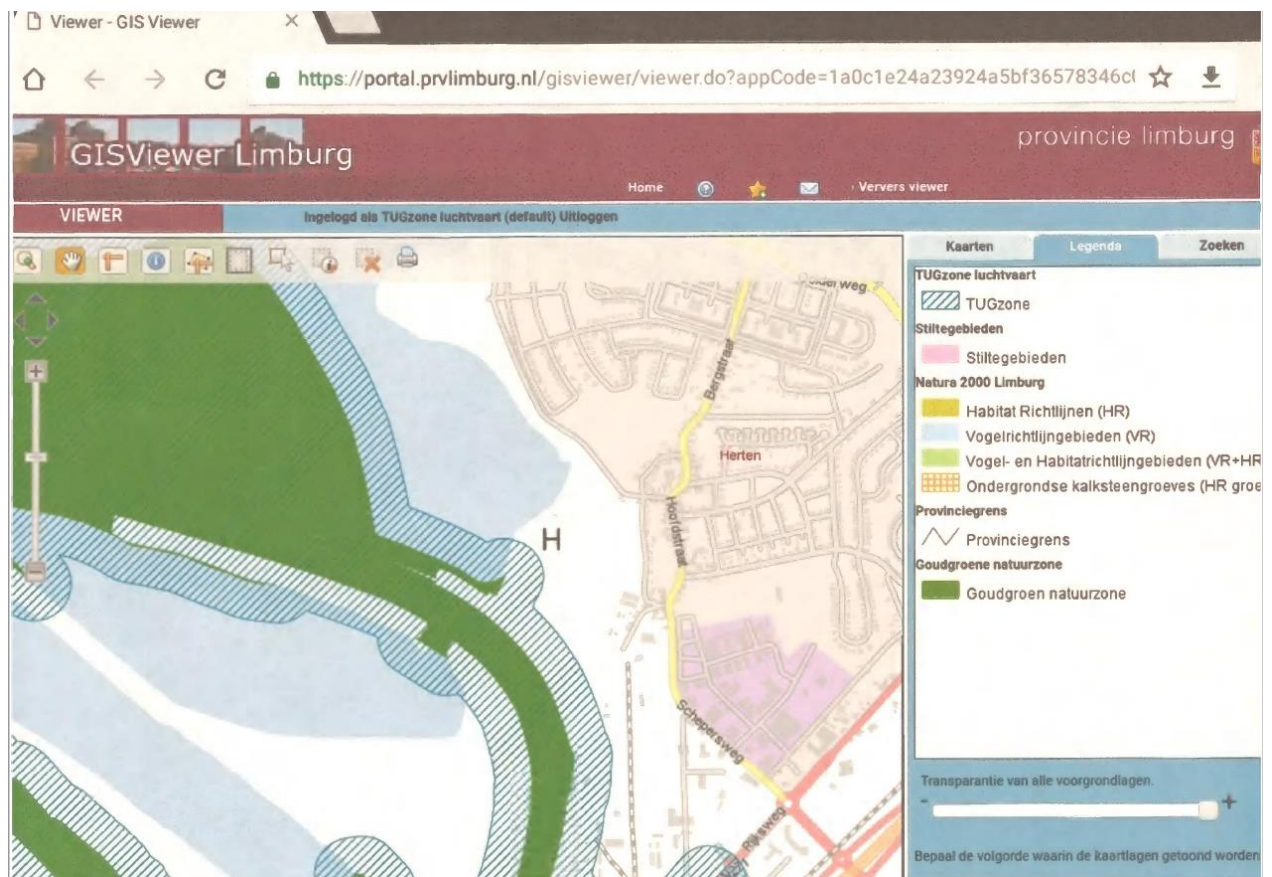 Viewer - GIS Viewer
https://portal.prvlimburg.nl/gisviewer/viewer.do?appCode=1a0c1e24a23924a5bf36578346c
GISViewer Limburg
provincie limburg
Home
Ververs viewer
VIEWER
Ingelogd als TUGzone luchtvaart (default) Uitloggen
Kaarten
Legenda
Zoeken
TUGzone luchtvaart
TUGzone
Stiltegebieden
Stiltegebieden
Natura 2000 Limburg
Habitat Richtlijnen (HR)
Vogelrichtlijngebieden (VR)
Vogel- en Habitatrichtlijngebieden (VR+HR
Ondergrondse kalksteengroeves (HR groe
Provinciegrens
Provinciegrens
Goudgroene natuurzone
Goudgroen natuurzone
weg
Bergstraat
Herten
Hoofdstraat
H
Schepersweg
Rijksweg
Transparantie van alle voorgrondlagen.
- +
Bepaal de volgorde waarin de kaartlagen getoond worden